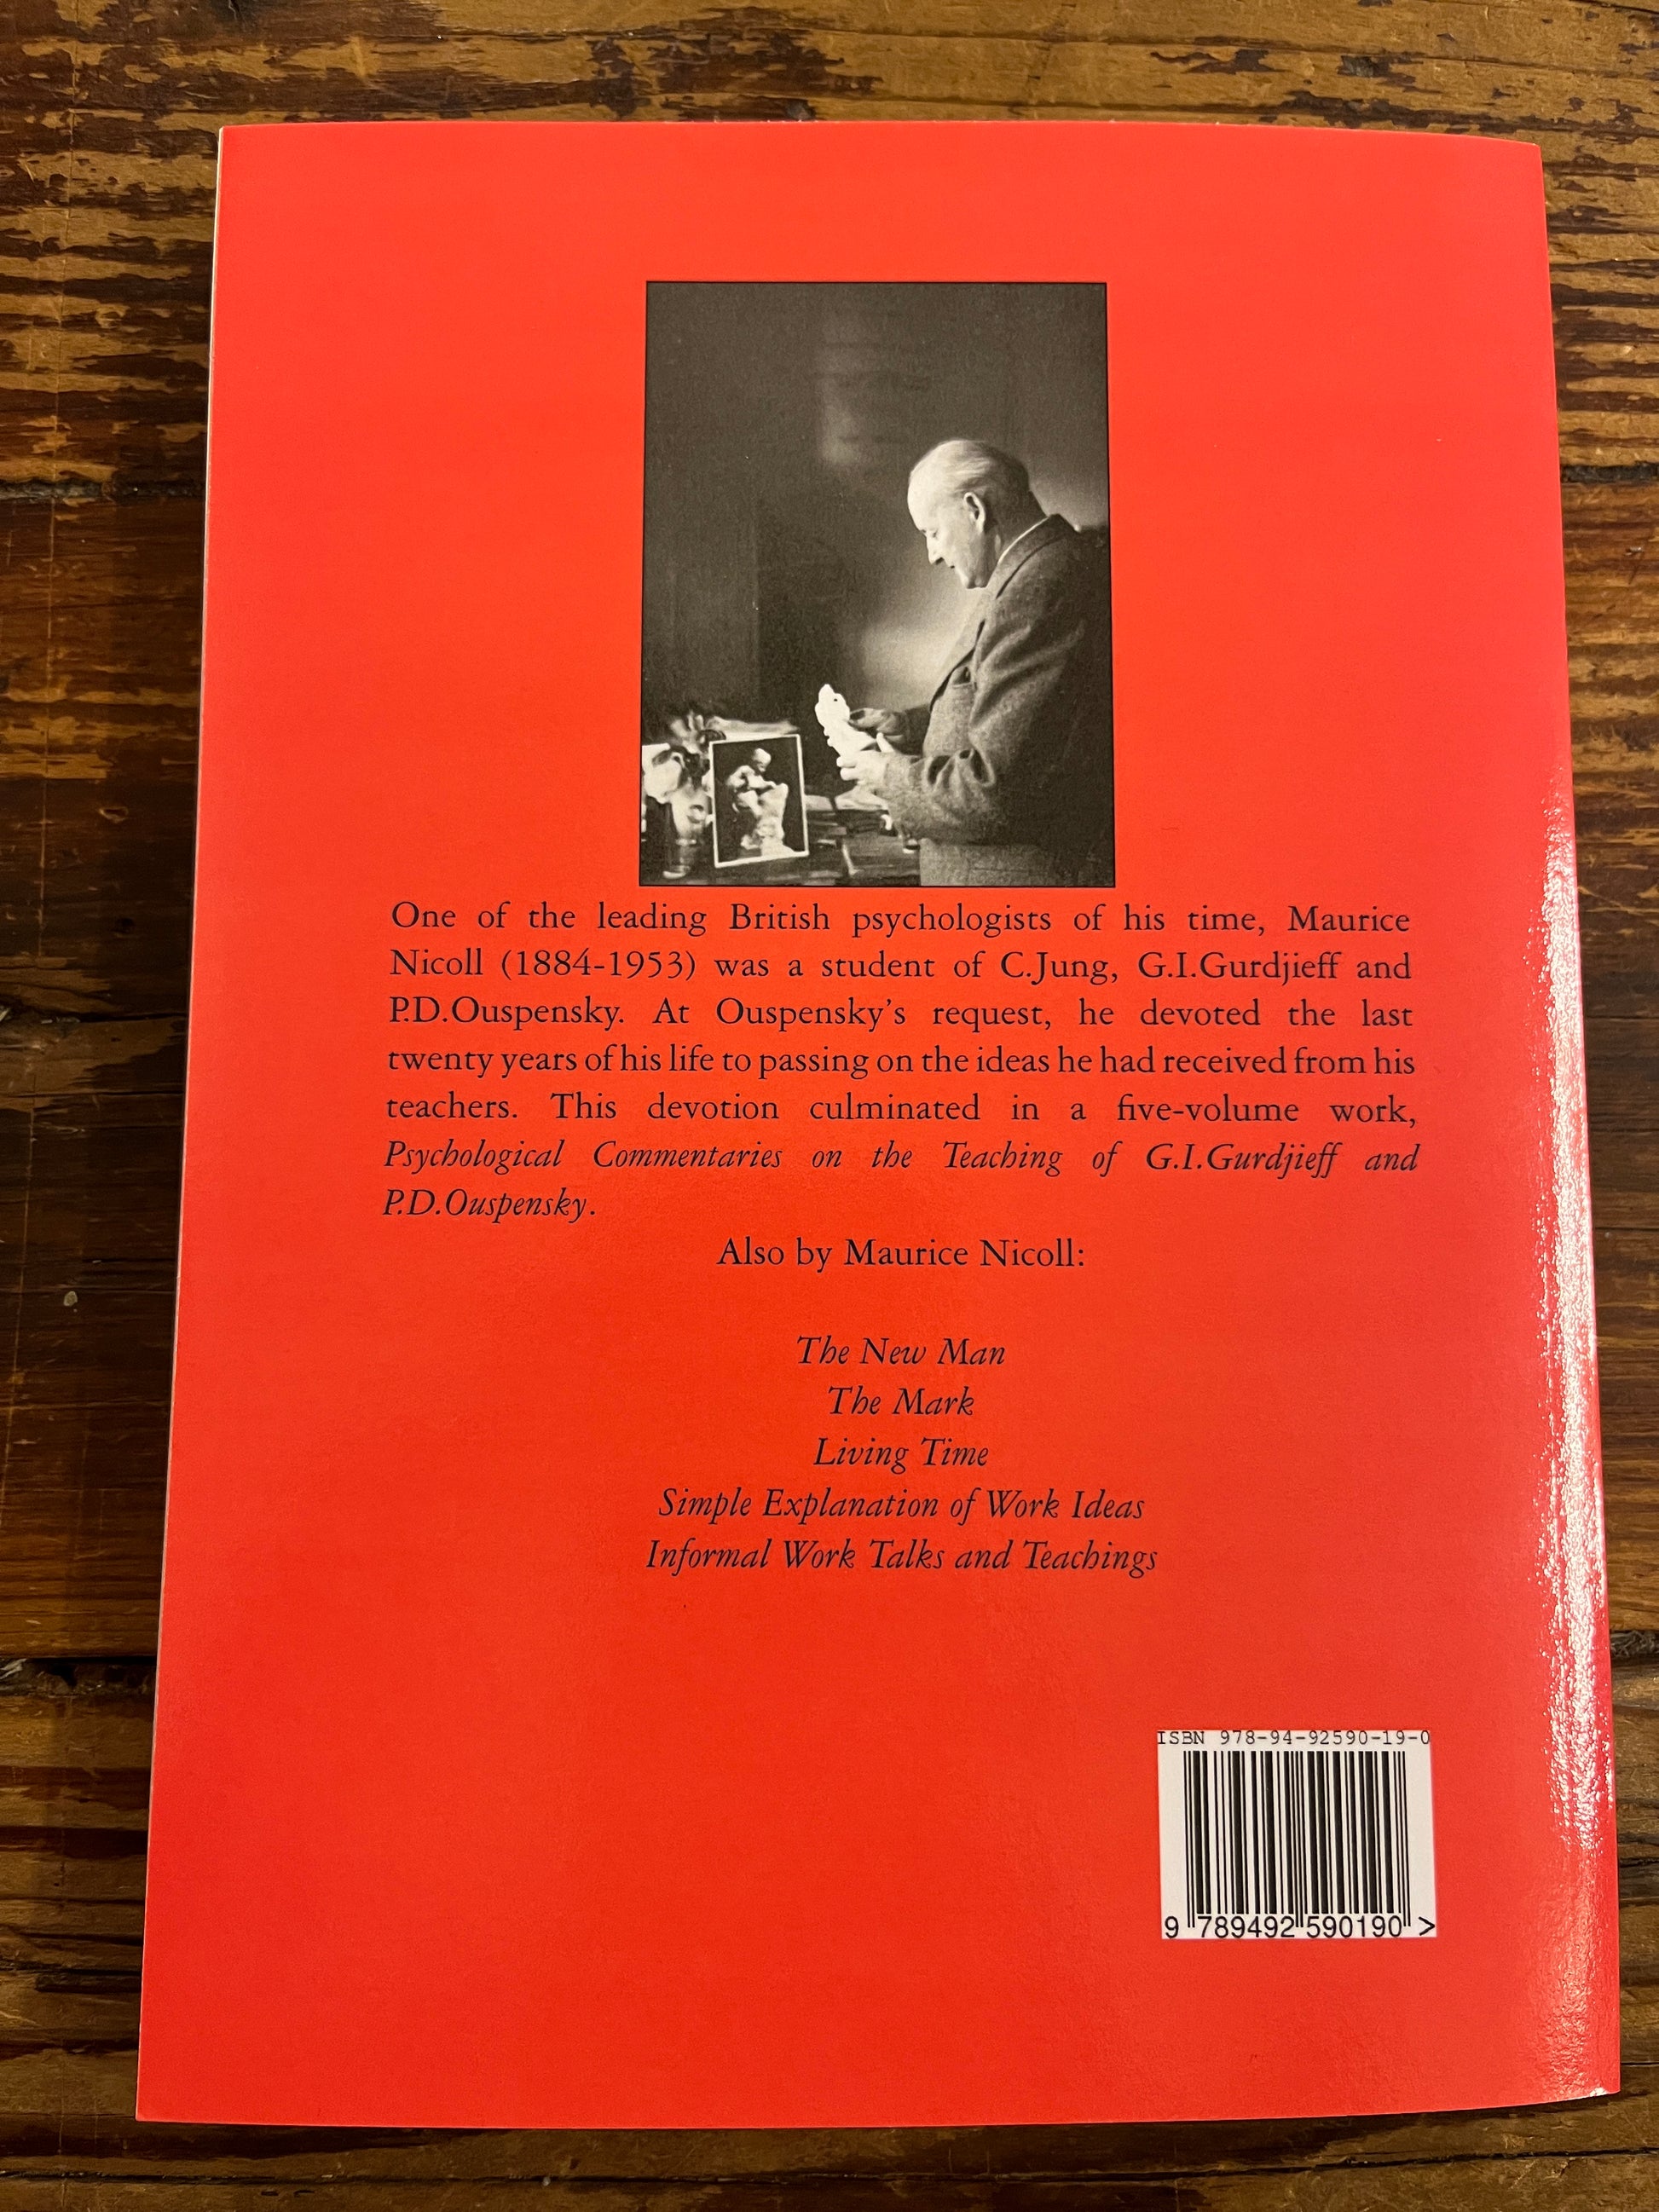 One of the leading British psychologists of his time, Maurice
Nicoll (1884-1953) was a student of C.Jung, G.I.Gurdjieff and
P.D.Ouspensky. At Ouspensky's request, he devoted the last
twenty years of his life to passing on the ideas he had received from his
teachers. This devotion culminated in a five-volume work,
Psychological Commentaries on the Teaching of G.I.Gurdjieff and
P.D.Ouspensky.
Also by Maurice Nicoll:
The New Man
The Mark
Living Time
Simple Explanation of Work Ideas
Informal Work Talks and Teachings
ISBN 978-94-92590-19-0
9 789492 590190 >